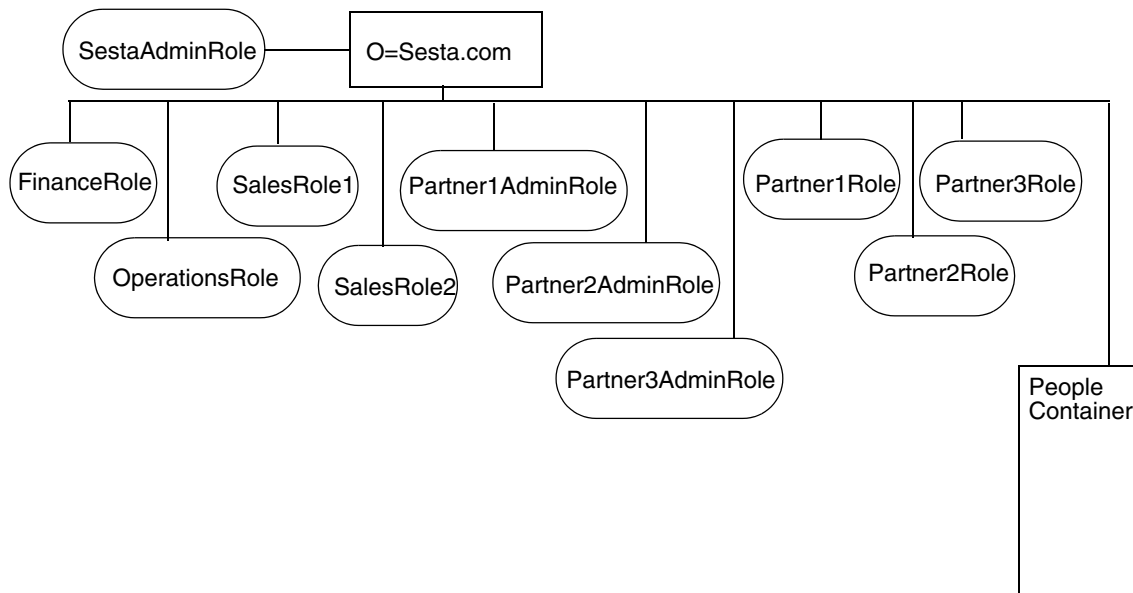 SestaAdminRole
O=Sesta.com
FinanceRole
SalesRole1
Partner1AdminRole
Partner1Role
Partner3Role
OperationsRole
SalesRole2
Partner2AdminRole
Partner2Role
Partner3AdminRole
People
Container